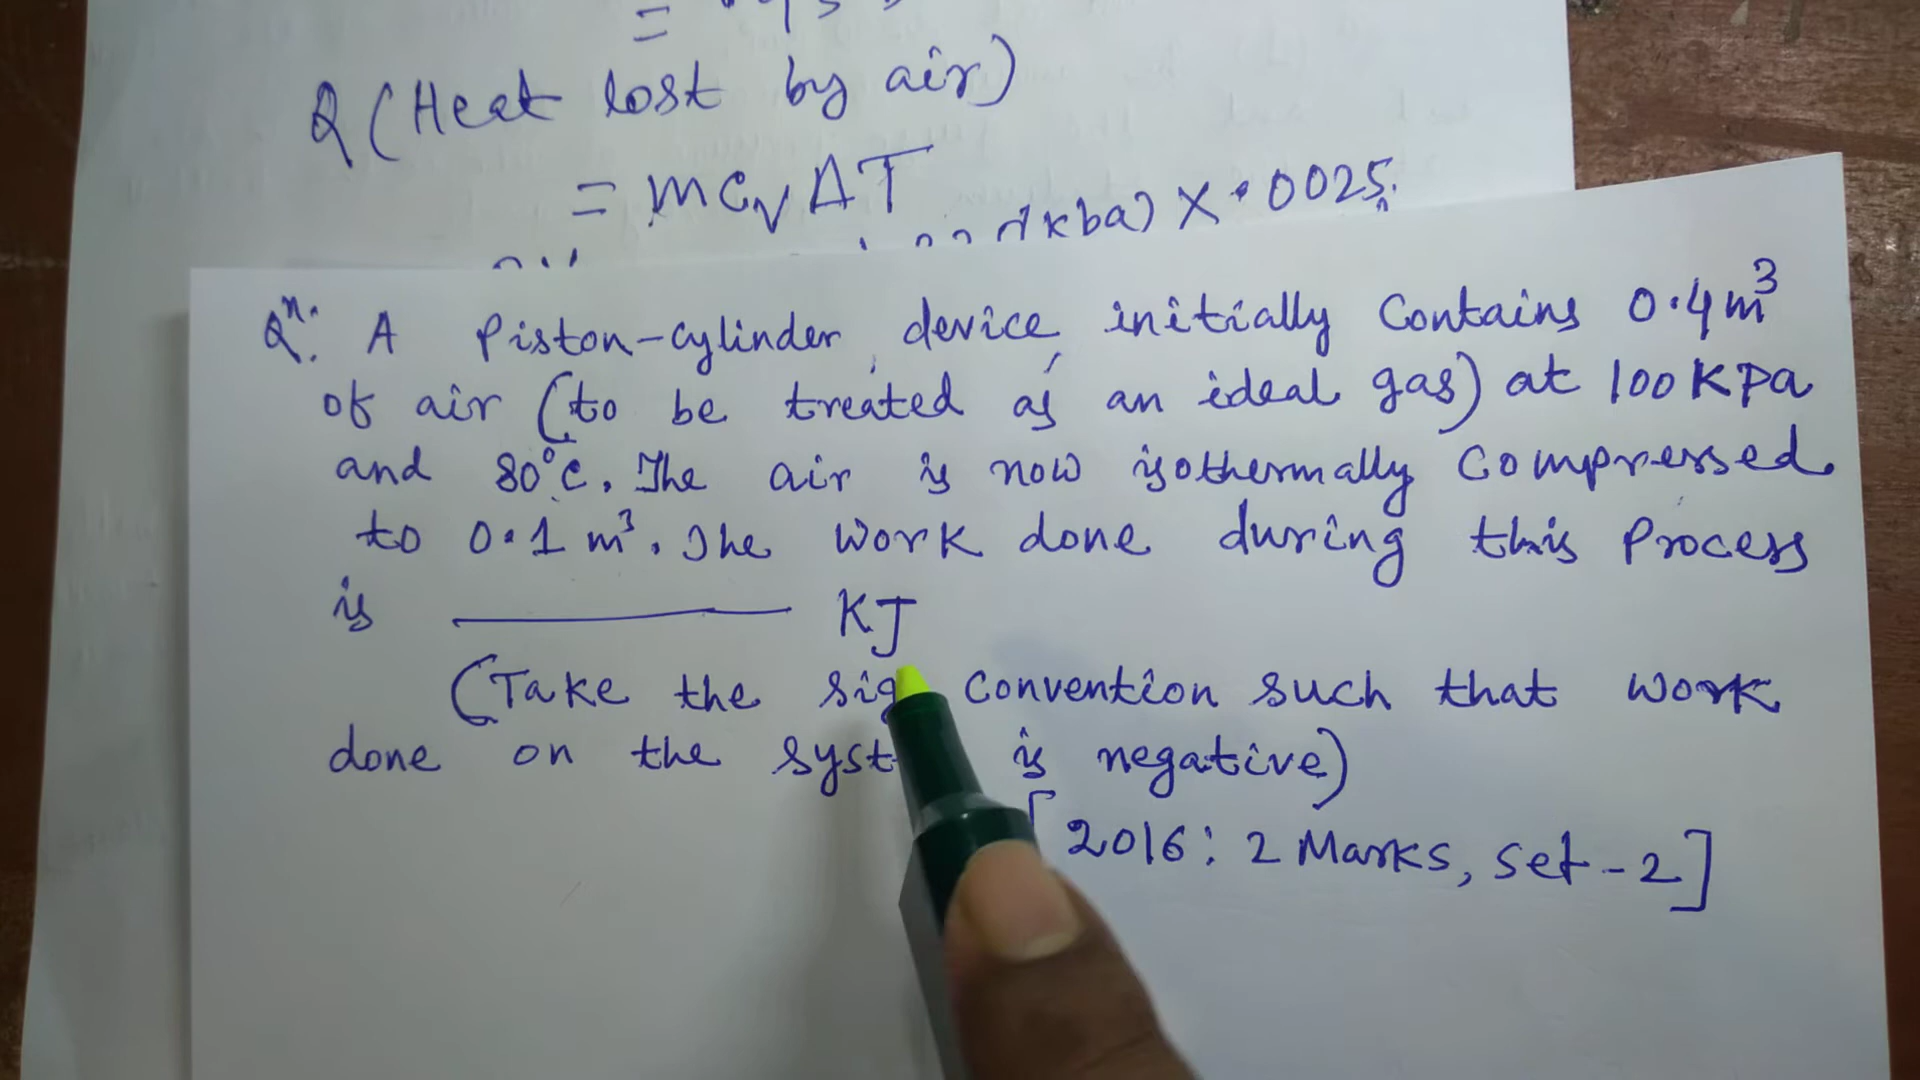 Q (Heat lost by air)
= mcvΔT
kba) X .0025
Qn: A Piston-cylinder device initially contains 0.4m³
of air (to be treated as an ideal gas) at 100 KPa
and 80°C. The air is now isothermally compressed
to 0.1 m³. The work done during this process
is ———— KJ
(Take the sig convention such that work
done on the syst is negative)
[2016: 2 Marks, set-2]